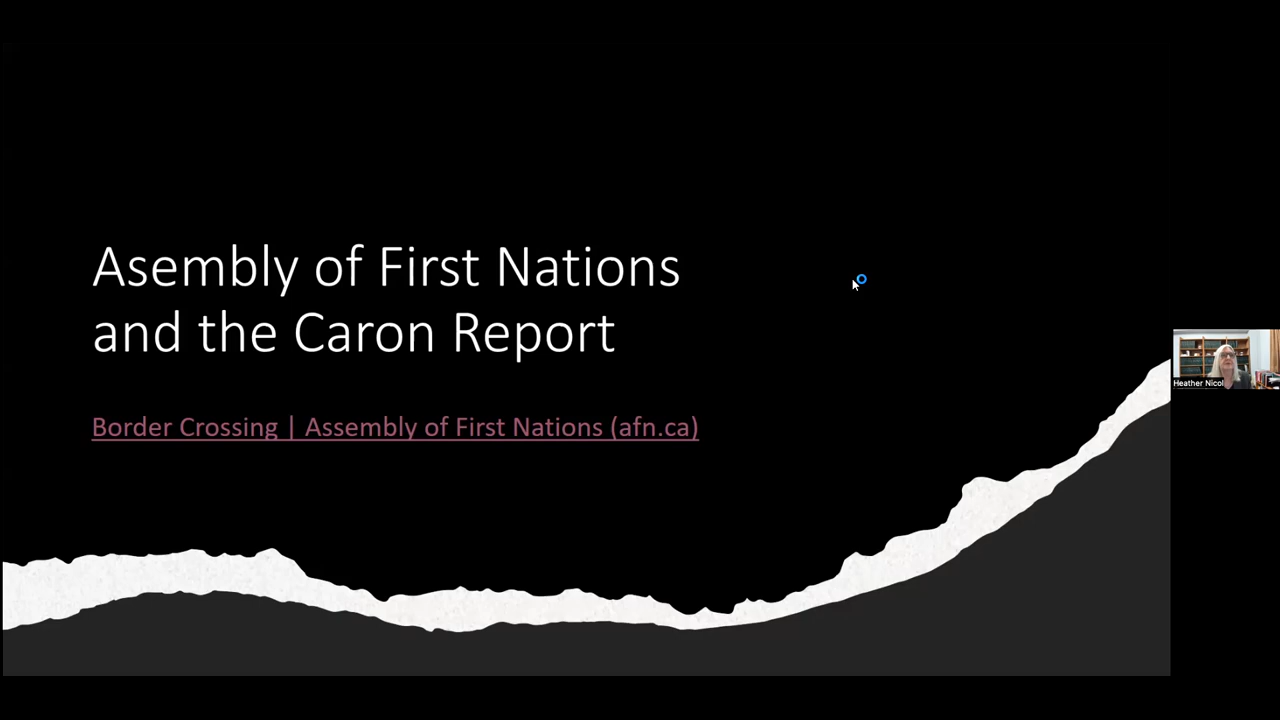 Asembly of First Nations
and the Caron Report
Border Crossing | Assembly of First Nations (afn.ca)
Heather Nicol